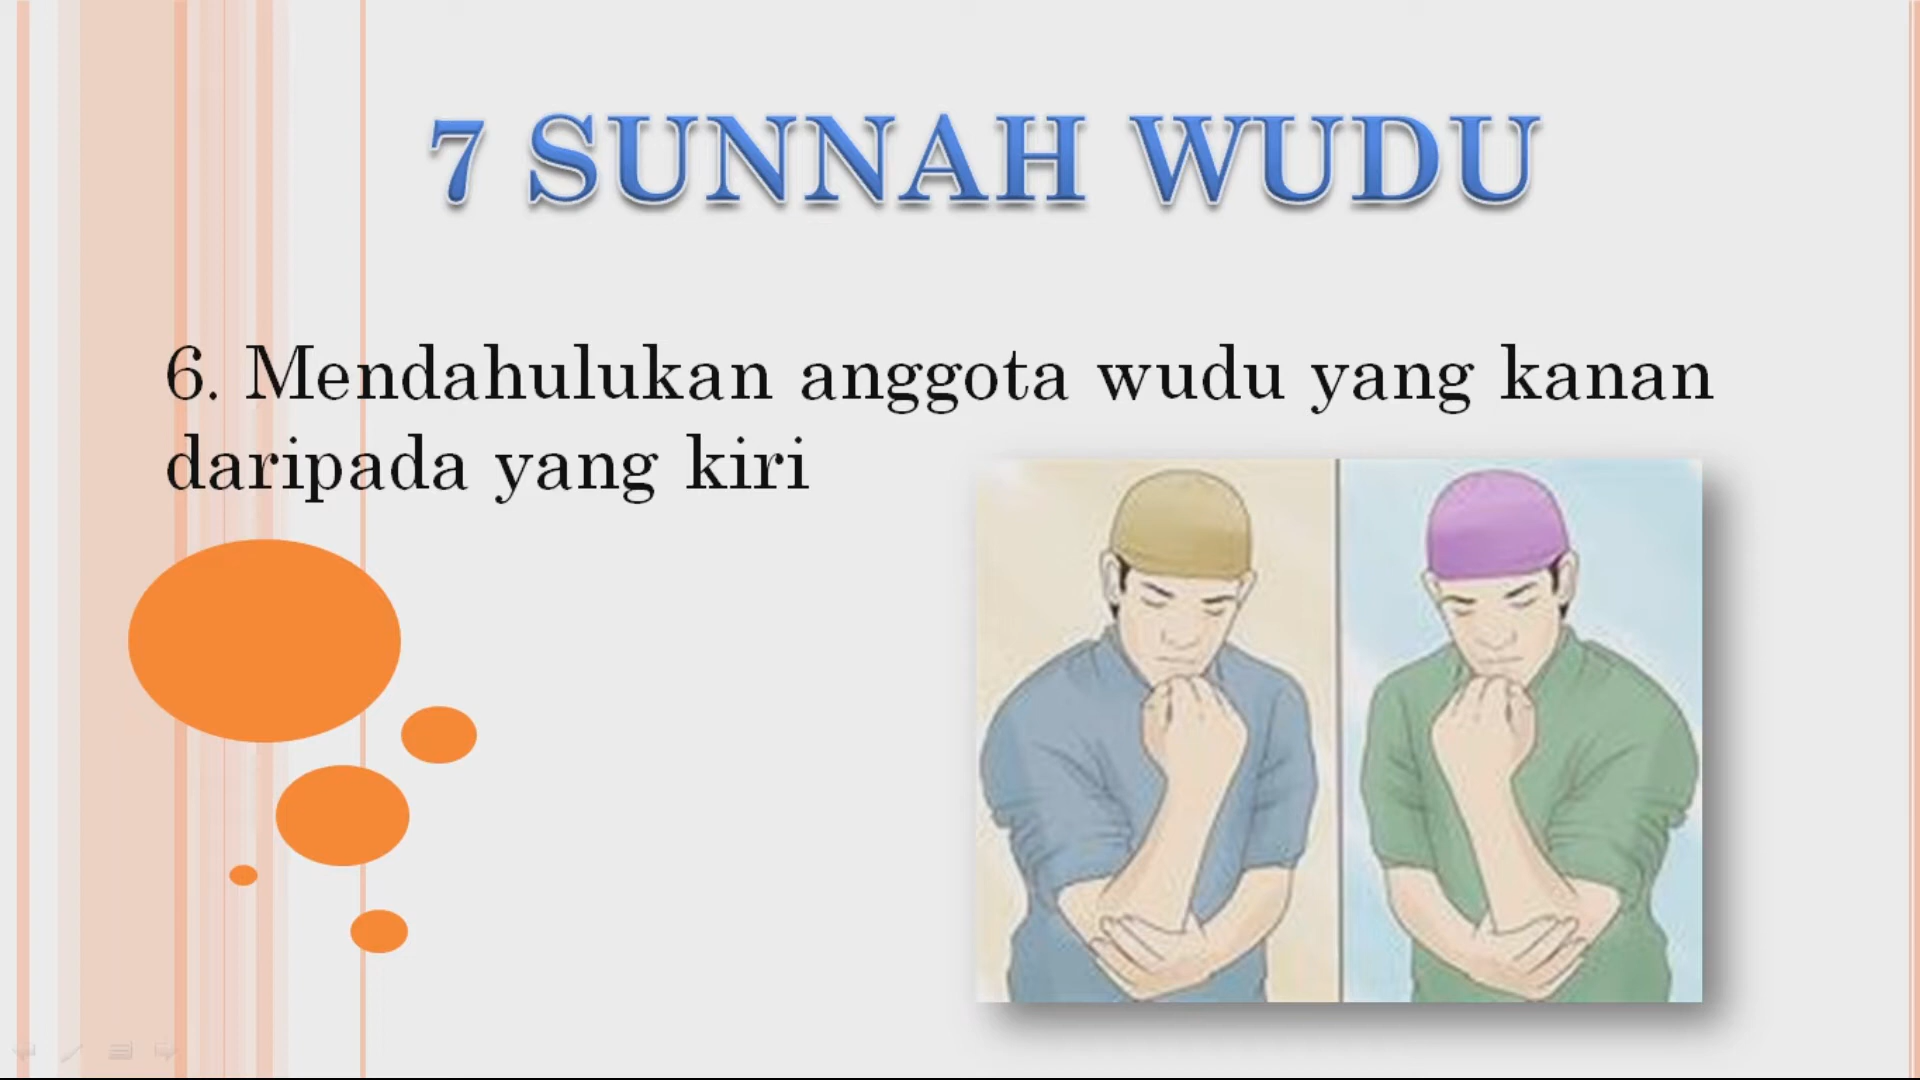 7 SUNNAH WUDU
6. Mendahulukan anggota wudu yang kanan
daripada yang kiri